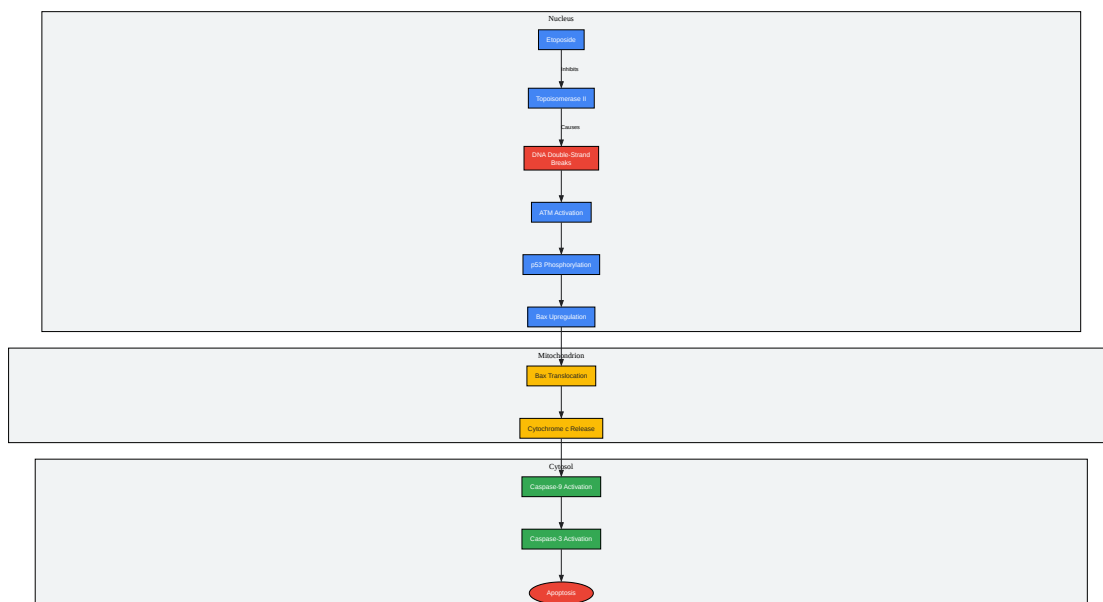 Nucleus
Etoposide
Inhibits
Topoisomerase II
Causes
DNA Double-Strand
Breaks
ATM Activation
p53 Phosphorylation
Bax Upregulation
Mitochondrion
Bax Translocation
Cytochrome c Release
Cytosol
Caspase-9 Activation
Caspase-3 Activation
Apoptosis